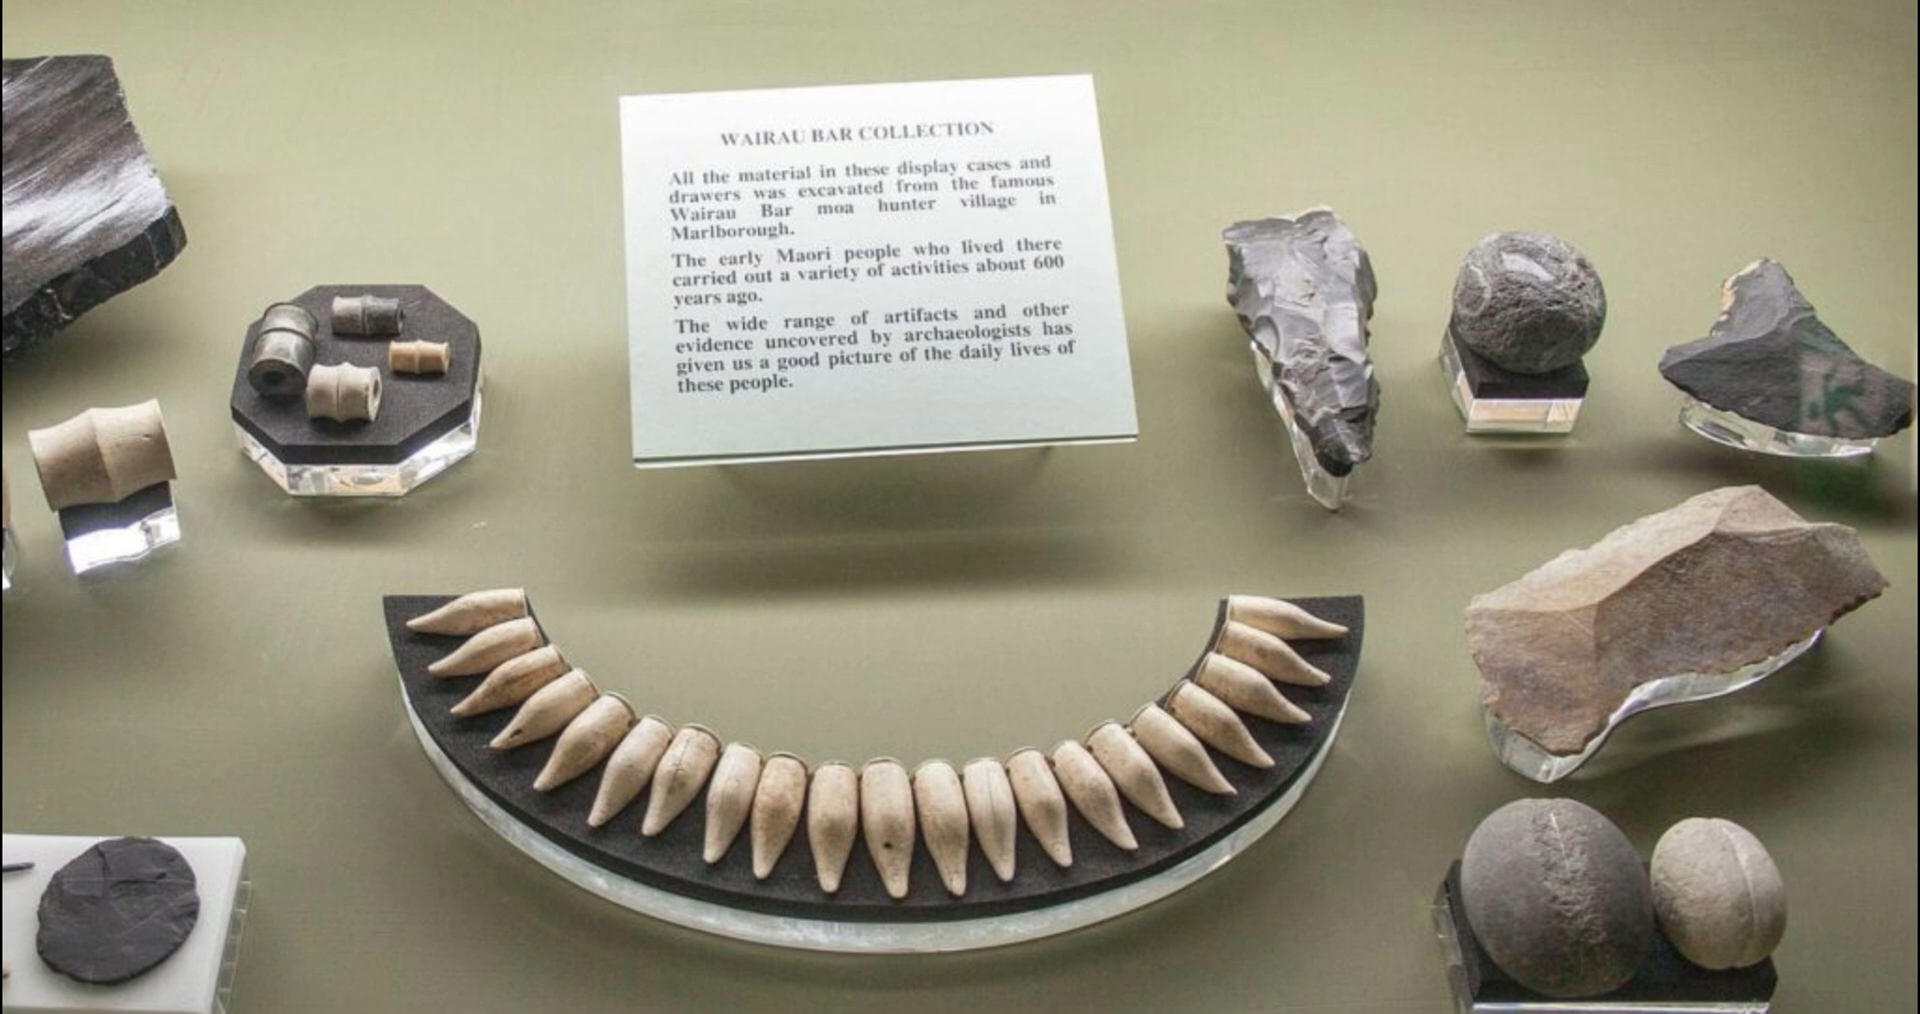 WAIRAU BAR COLLECTION
All the material in these display cases and
drawers was excavated from the famous
Wairau Bar moa hunter village in
Marlborough.
The early Maori people who lived there
carried out a variety of activities about 600
years ago.
The wide range of artifacts and other
evidence uncovered by archaeologists has
given us a good picture of the daily lives of
these people.